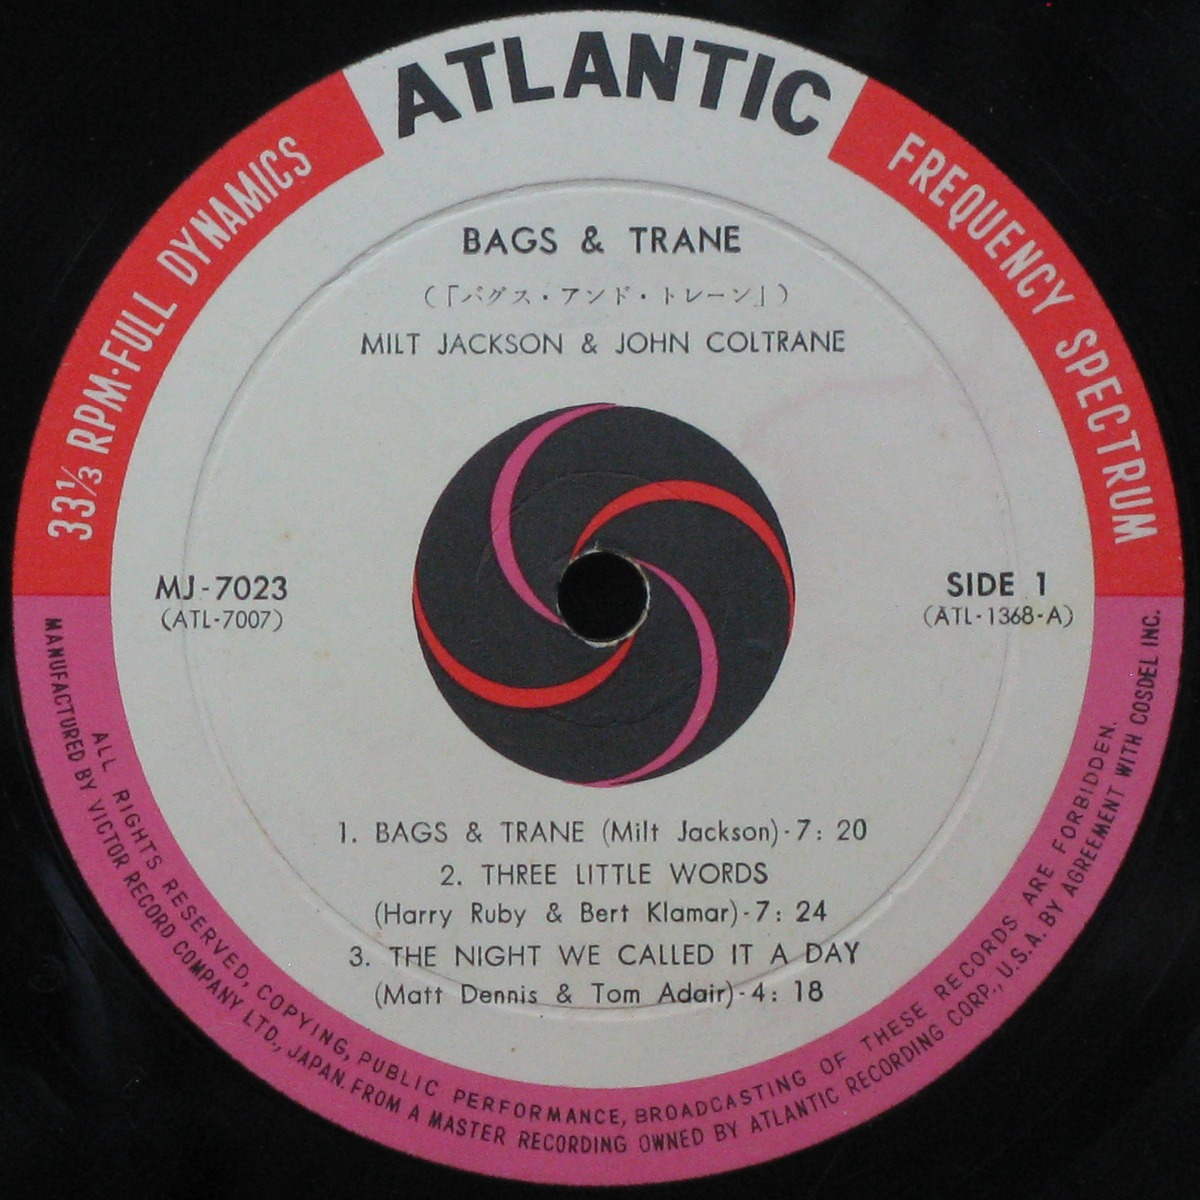 ATLANTIC
33⅓ RPM·FULL DYNAMICS
FREQUENCY SPECTRUM
BAGS & TRANE
(「バグス・アンド・トレーン」)
MILT JACKSON & JOHN COLTRANE
MJ-7023
(ATL-7007)
SIDE 1
(ATL-1368-A)
1. BAGS & TRANE (Milt Jackson)-7: 20
2. THREE LITTLE WORDS
(Harry Ruby & Bert Klamar)-7: 24
3. THE NIGHT WE CALLED IT A DAY
(Matt Dennis & Tom Adair)-4: 18
ALL RIGHTS RESERVED, COPYING, PUBLIC PERFORMANCE, BROADCASTING OF THESE RECORDS ARE FORBIDDEN.
MANUFACTURED BY VICTOR RECORD COMPANY LTD., JAPAN. FROM A MASTER RECORDING OWNED BY ATLANTIC RECORDING CORP., U.S.A. BY AGREEMENT WITH COSDEL INC.